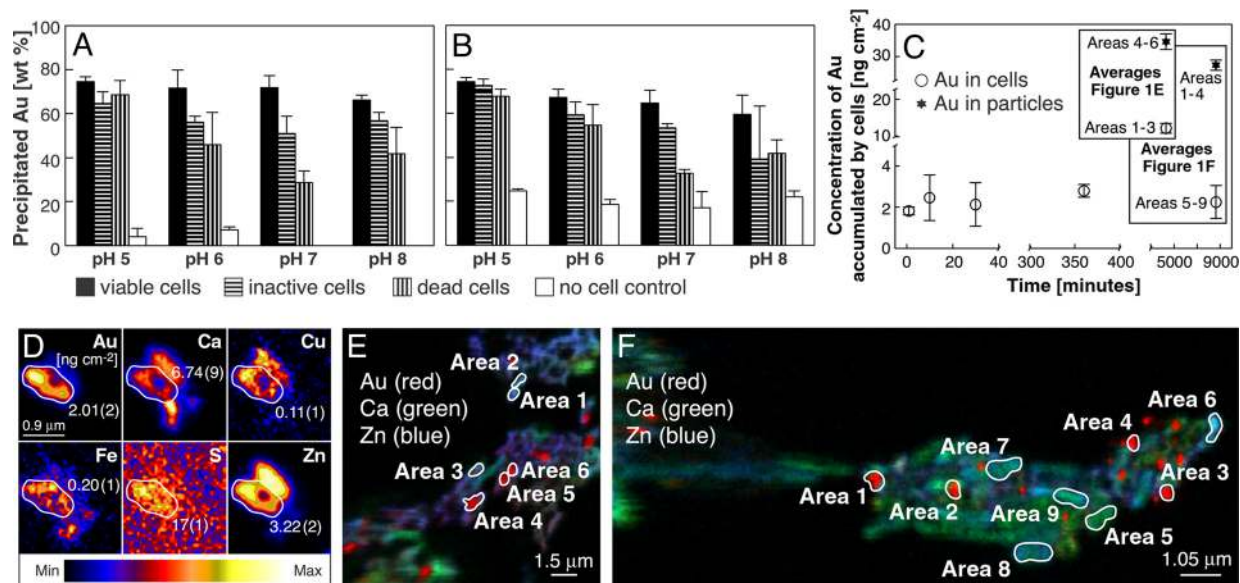 A
B
C
Precipitated Au [wt %]
100
80
60
40
20
0
pH 5
pH 6
pH 7
pH 8
pH 5
pH 6
pH 7
pH 8
viable cells
inactive cells
dead cells
no cell control
Concentration of Au
accumulated by cells [ng cm-2]
40
30
20
10
6
4
2
0
Au in cells
Au in particles
Areas 4-6
Averages
Figure 1E
Areas 1-3
Areas
1-4
Averages
Figure 1F
Areas 5-9
0
20
40
300
350
400
5000
9000
Time [minutes]
D
Au
[ng cm-2]
2.01(2)
0.9 µm
Ca
6.74(9)
Cu
0.11(1)
Fe
0.20(1)
S
17(1)
Zn
3.22(2)
Min
Max
E
Au (red)
Ca (green)
Zn (blue)
Area 2
Area 1
Area 3
Area 6
Area 5
Area 4
1.5 µm
F
Au (red)
Ca (green)
Zn (blue)
Area 6
Area 4
Area 7
Area 3
Area 1
Area 2
Area 9
Area 5
Area 8
1.05 µm